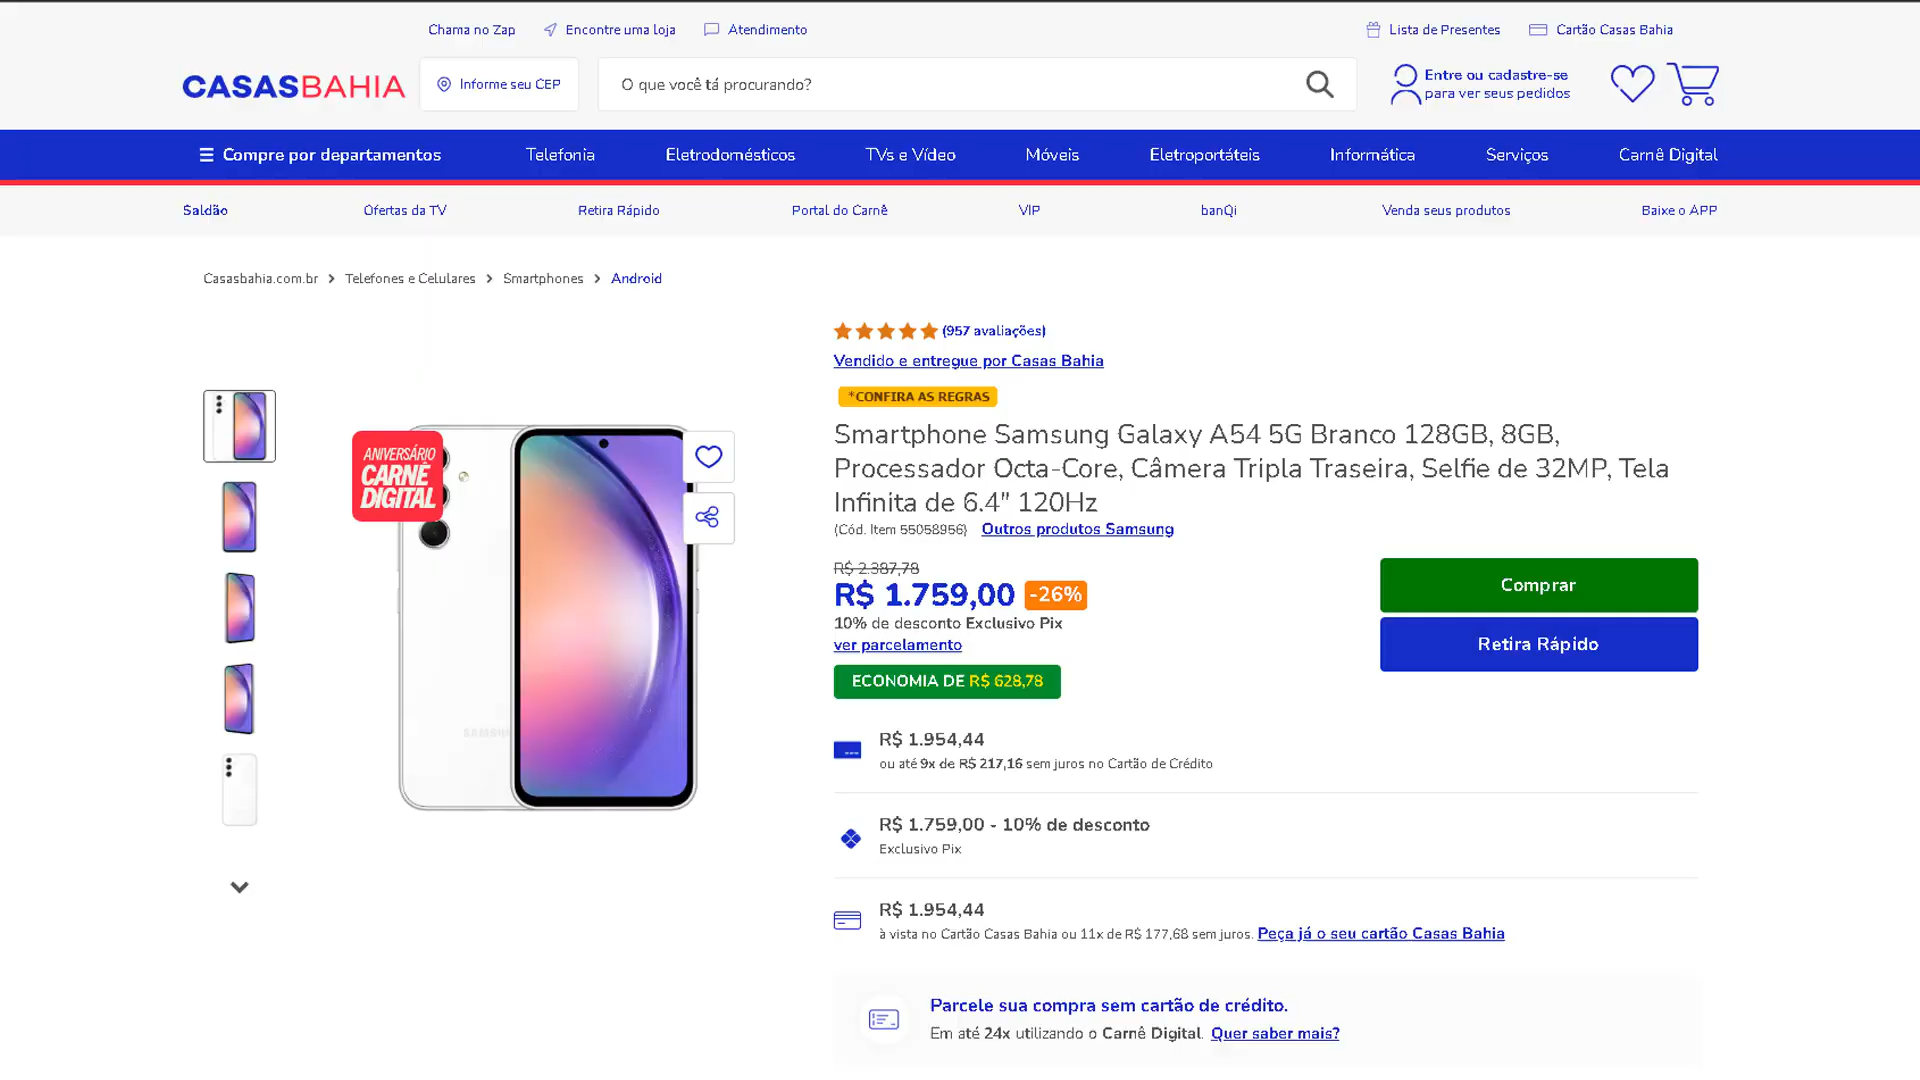 Chama no Zap
Encontre uma loja
Atendimento
Lista de Presentes
Cartão Casas Bahia
CASASBAHIA
Informe seu CEP
O que você tá procurando?
Entre ou cadastre-se
para ver seus pedidos
Compre por departamentos
Telefonia
Eletrodomésticos
TVs e Vídeo
Móveis
Eletroportáteis
Informática
Serviços
Carnê Digital
Saldão
Ofertas da TV
Retira Rápido
Portal do Carnê
VIP
banQi
Venda seus produtos
Baixe o APP
Casasbahia.com.br > Telefones e Celulares > Smartphones > Android
(957 avaliações)
Vendido e entregue por Casas Bahia
*CONFIRA AS REGRAS
Smartphone Samsung Galaxy A54 5G Branco 128GB, 8GB,
Processador Octa-Core, Câmera Tripla Traseira, Selfie de 32MP, Tela
Infinita de 6.4" 120Hz
(Cód. Item 55058956) Outros produtos Samsung
ANIVERSÁRIO
CARNÊ
DIGITAL
SAMSUNG
R$ 2.387,78
R$ 1.759,00 -26%
10% de desconto Exclusivo Pix
ver parcelamento
ECONOMIA DE R$ 628,78
Comprar
Retira Rápido
R$ 1.954,44
ou até 9x de R$ 217,16 sem juros no Cartão de Crédito
R$ 1.759,00 - 10% de desconto
Exclusivo Pix
R$ 1.954,44
à vista no Cartão Casas Bahia ou 11x de R$ 177,68 sem juros. Peça já o seu cartão Casas Bahia
Parcele sua compra sem cartão de crédito.
Em até 24x utilizando o Carnê Digital. Quer saber mais?